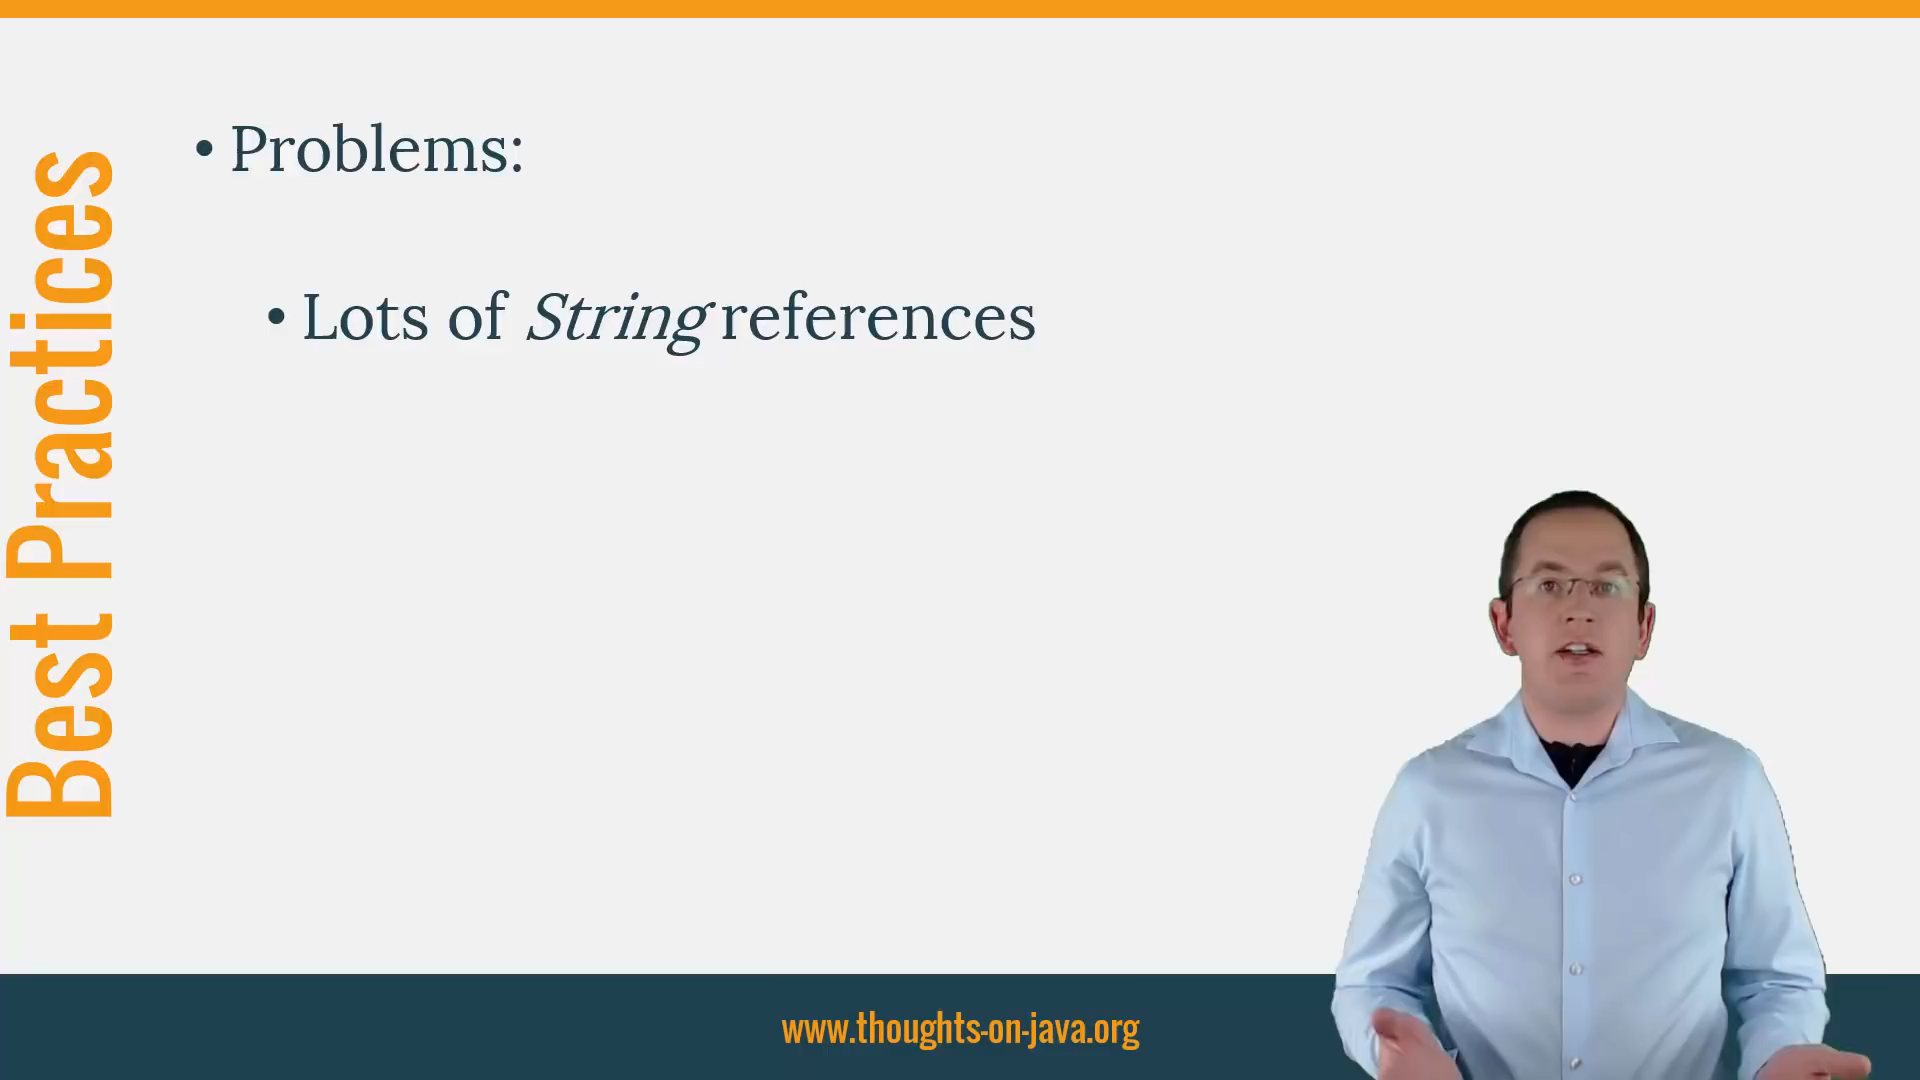 Best Practices
• Problems:
• Lots of String references
www.thoughts-on-java.org